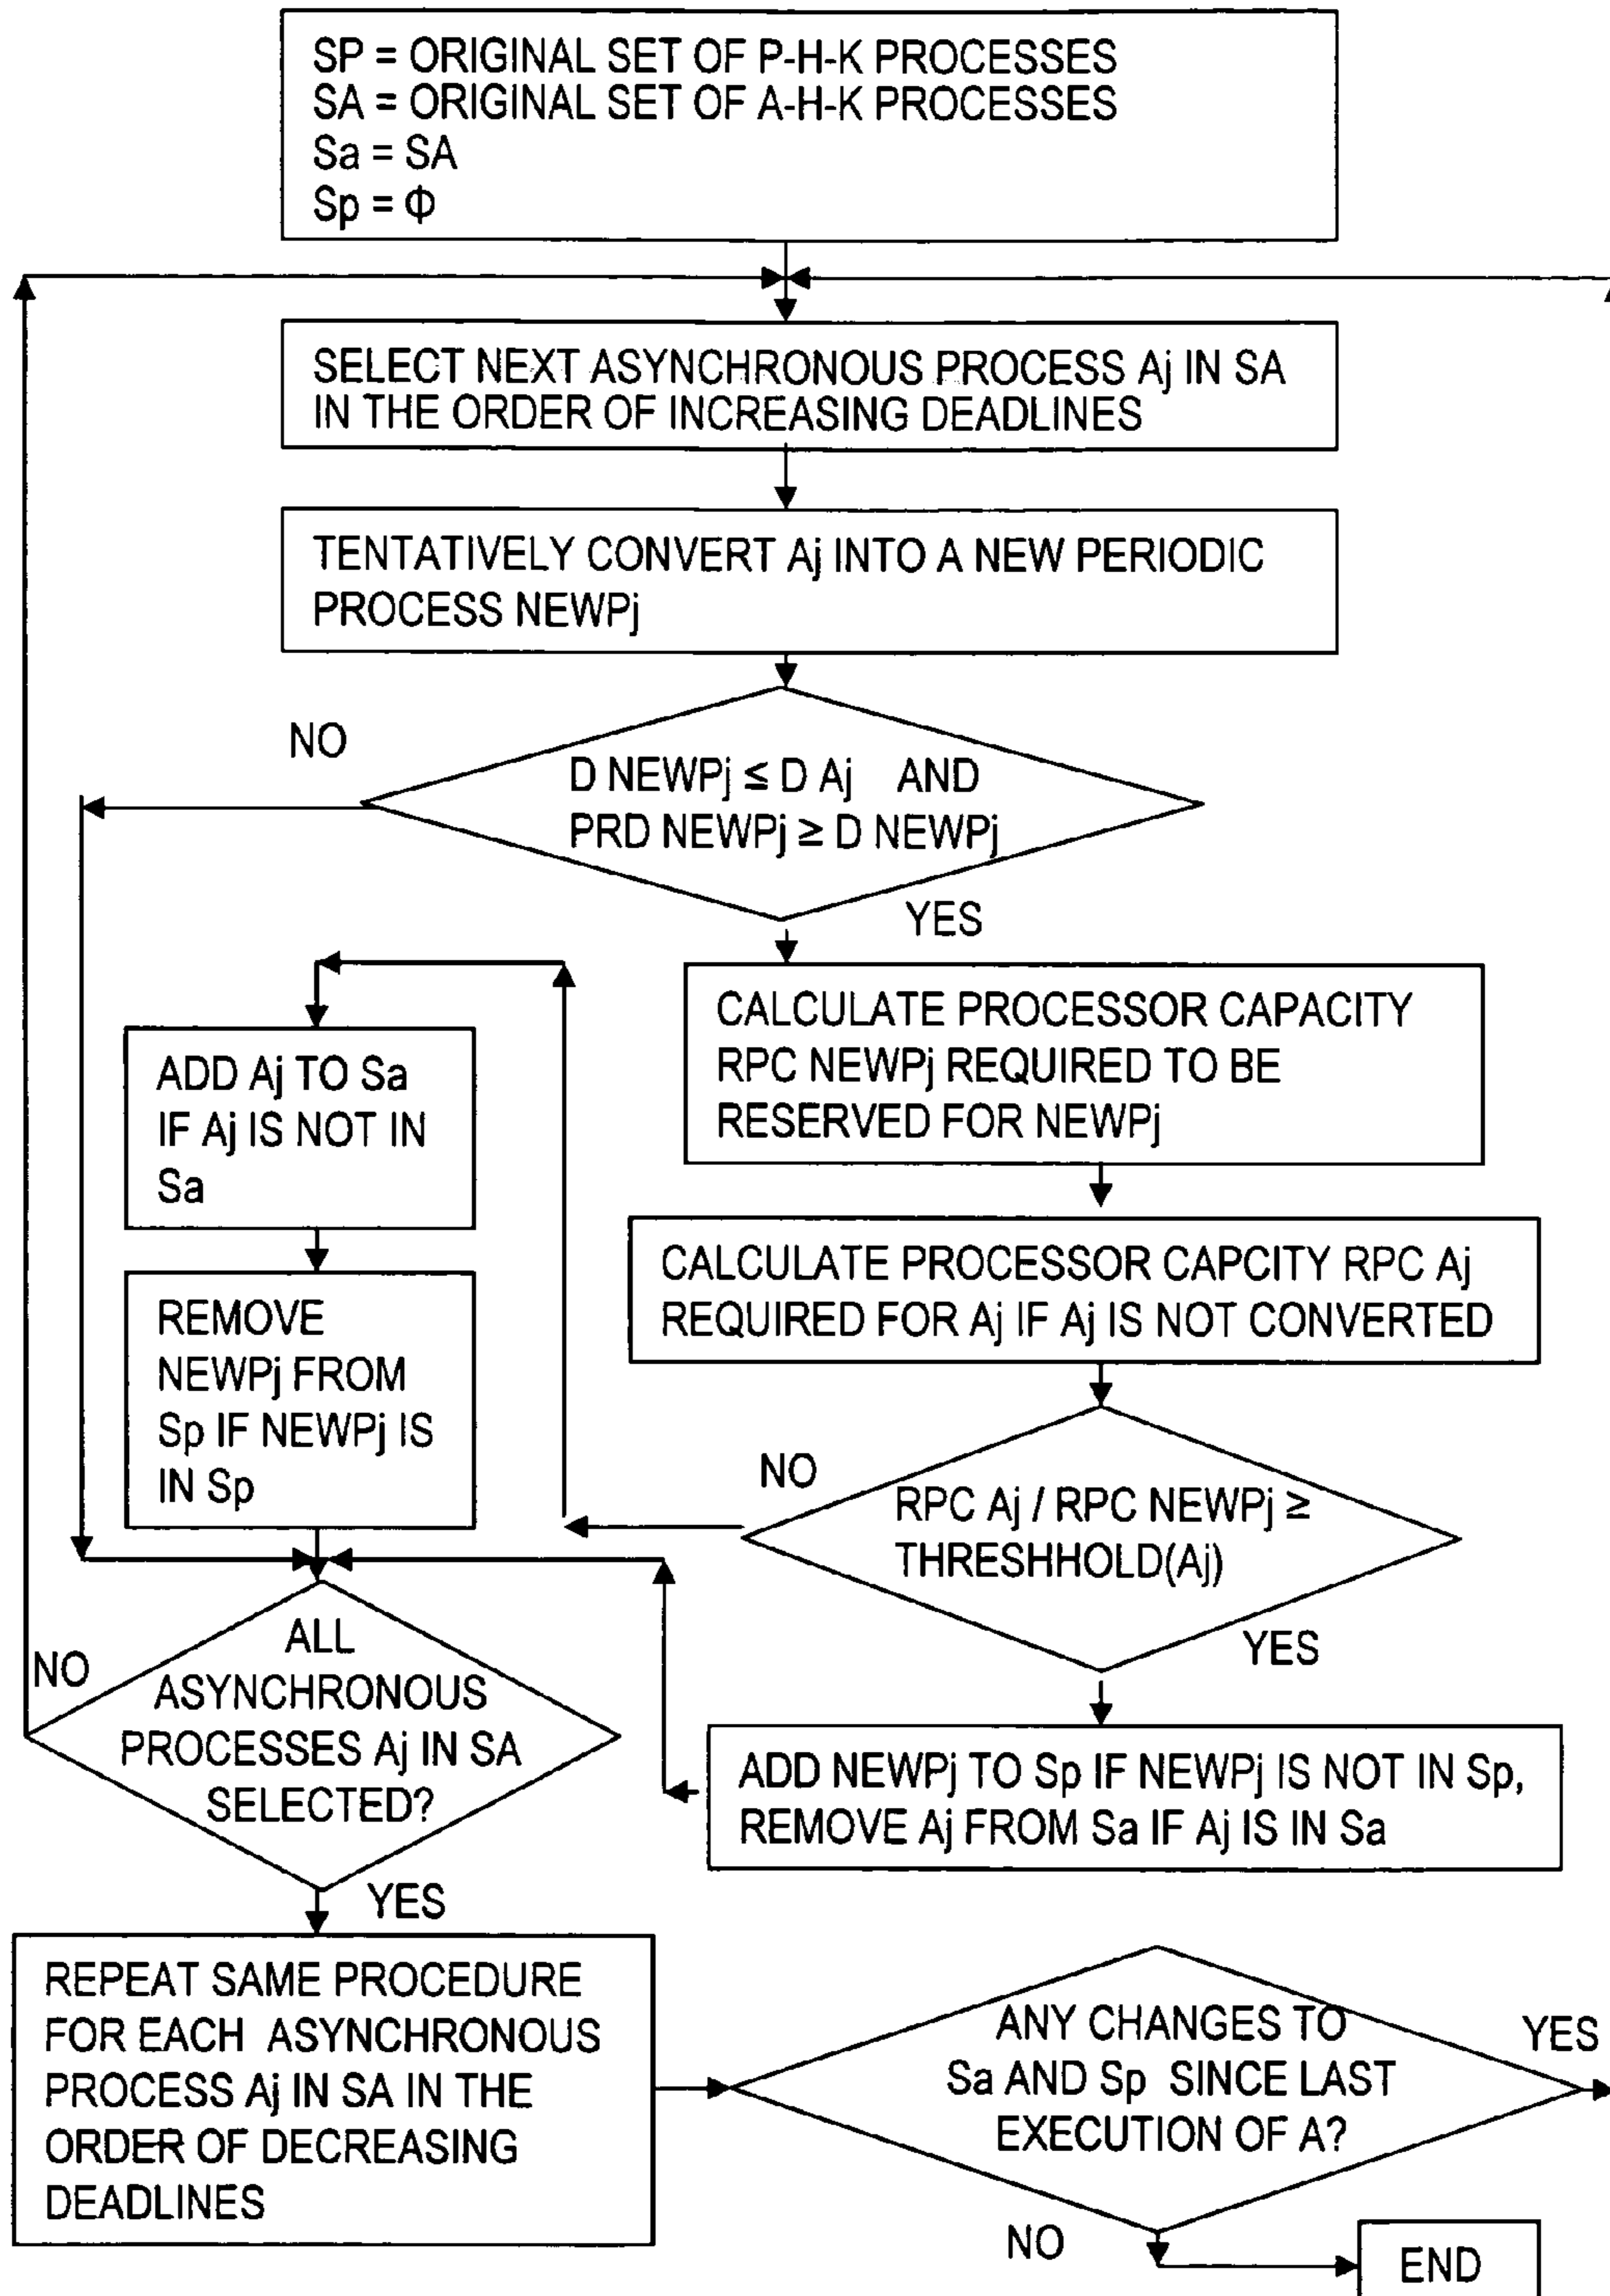 SP = ORIGINAL SET OF P-H-K PROCESSES
SA = ORIGINAL SET OF A-H-K PROCESSES
Sa = SA
Sp = Φ
SELECT NEXT ASYNCHRONOUS PROCESS Aj IN SA
IN THE ORDER OF INCREASING DEADLINES
TENTATIVELY CONVERT Aj INTO A NEW PERIODIC
PROCESS NEWPj
NO
D NEWPj ≤ D Aj AND
PRD NEWPj ≥ D NEWPj
YES
CALCULATE PROCESSOR CAPACITY
RPC NEWPj REQUIRED TO BE
RESERVED FOR NEWPj
ADD Aj TO Sa
IF Aj IS NOT IN
Sa
CALCULATE PROCESSOR CAPCITY RPC Aj
REQUIRED FOR Aj IF Aj IS NOT CONVERTED
REMOVE
NEWPj FROM
Sp IF NEWPj IS
IN Sp
NO
RPC Aj / RPC NEWPj ≥
THRESHHOLD(Aj)
YES
NO
ALL
ASYNCHRONOUS
PROCESSES Aj IN SA
SELECTED?
ADD NEWPj TO Sp IF NEWPj IS NOT IN Sp,
REMOVE Aj FROM Sa IF Aj IS IN Sa
YES
REPEAT SAME PROCEDURE
FOR EACH ASYNCHRONOUS
PROCESS Aj IN SA IN THE
ORDER OF DECREASING
DEADLINES
ANY CHANGES TO
Sa AND Sp SINCE LAST
EXECUTION OF A?
YES
NO
END